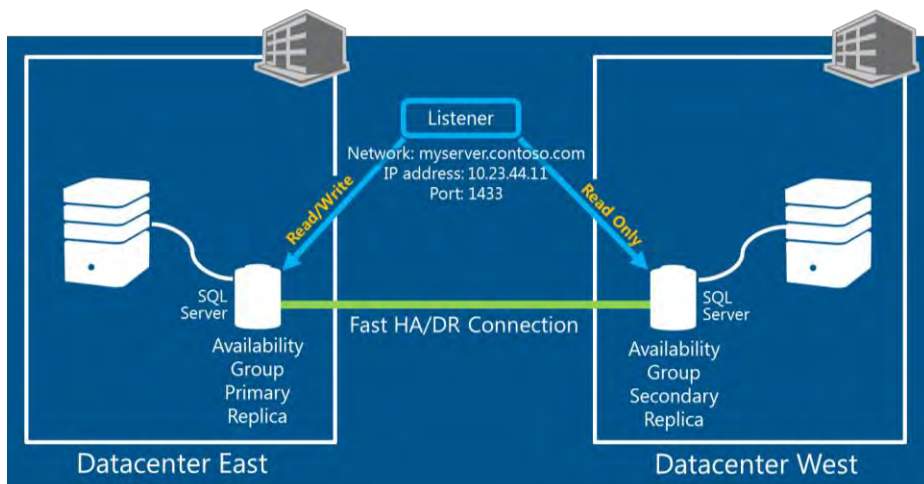 Listener
Network: myserver.contoso.com
IP address: 10.23.44.11
Port: 1433
Read/Write
Read Only
SQL
Server
SQL
Server
Fast HA/DR Connection
Availability
Group
Primary
Replica
Availability
Group
Secondary
Replica
Datacenter East
Datacenter West